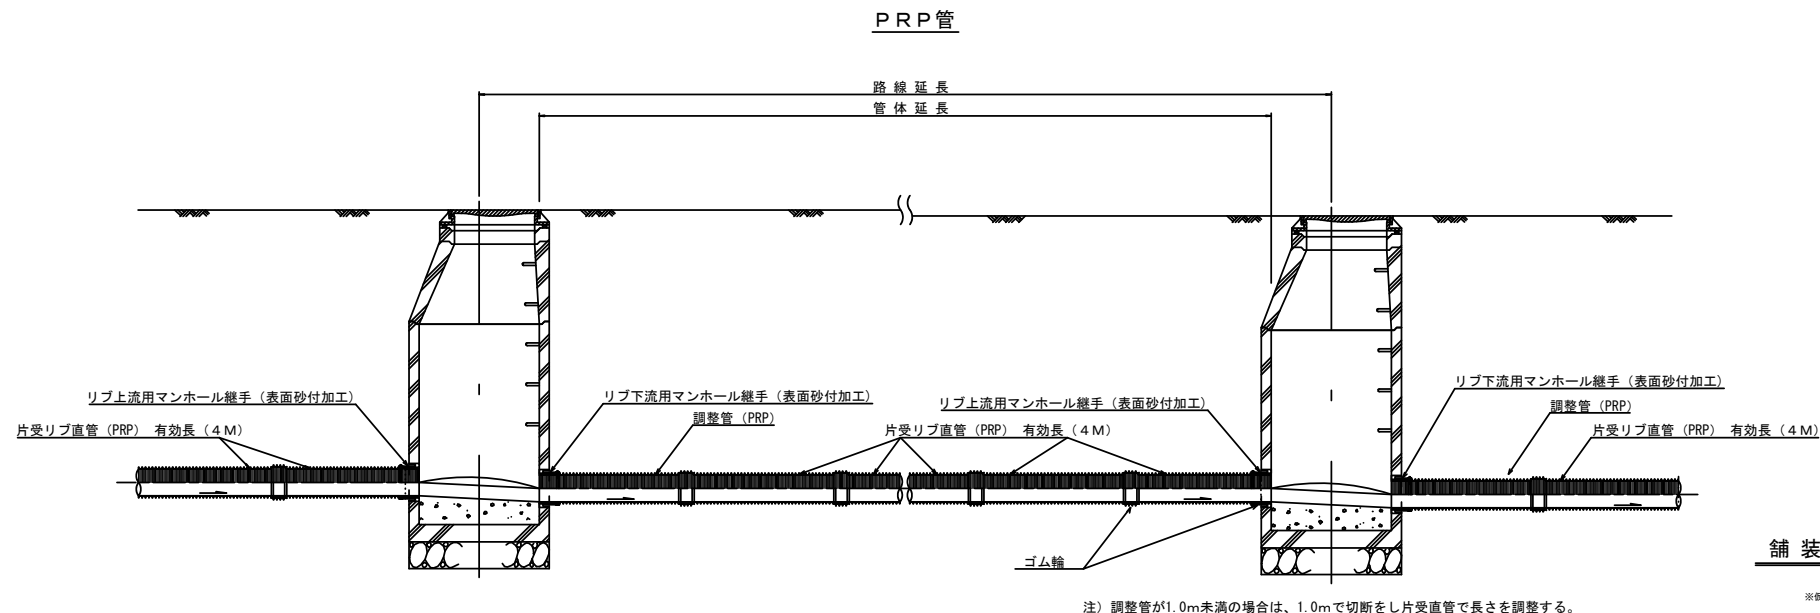 PRP管
路線延長
管体延長
リブ上流用マンホール継手（表面砂付加工）
片受リブ直管（PRP） 有効長（４Ｍ）
リブ下流用マンホール継手（表面砂付加工）
調整管（PRP）
リブ上流用マンホール継手（表面砂付加工）
片受リブ直管（PRP） 有効長（４Ｍ）
リブ下流用マンホール継手（表面砂付加工）
調整管（PRP）
片受リブ直管（PRP） 有効長（４Ｍ）
ゴム輪
舗装
注）調整管が1.0m未満の場合は、1.0mで切断をし片受直管で長さを調整する。